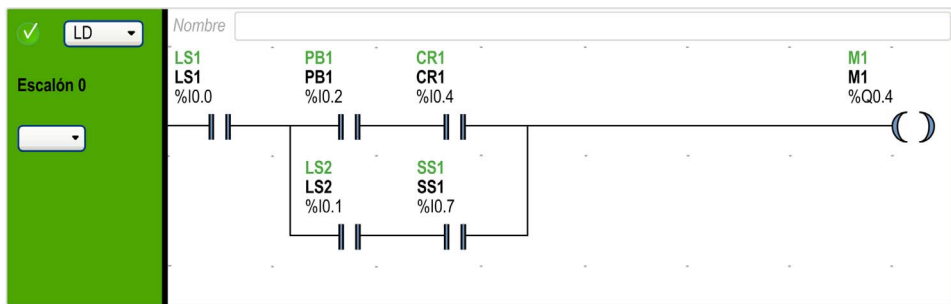 LD
Nombre
Escalón 0
LS1
LS1
%I0.0
PB1
PB1
%I0.2
CR1
CR1
%I0.4
M1
M1
%Q0.4
LS2
LS2
%I0.1
SS1
SS1
%I0.7